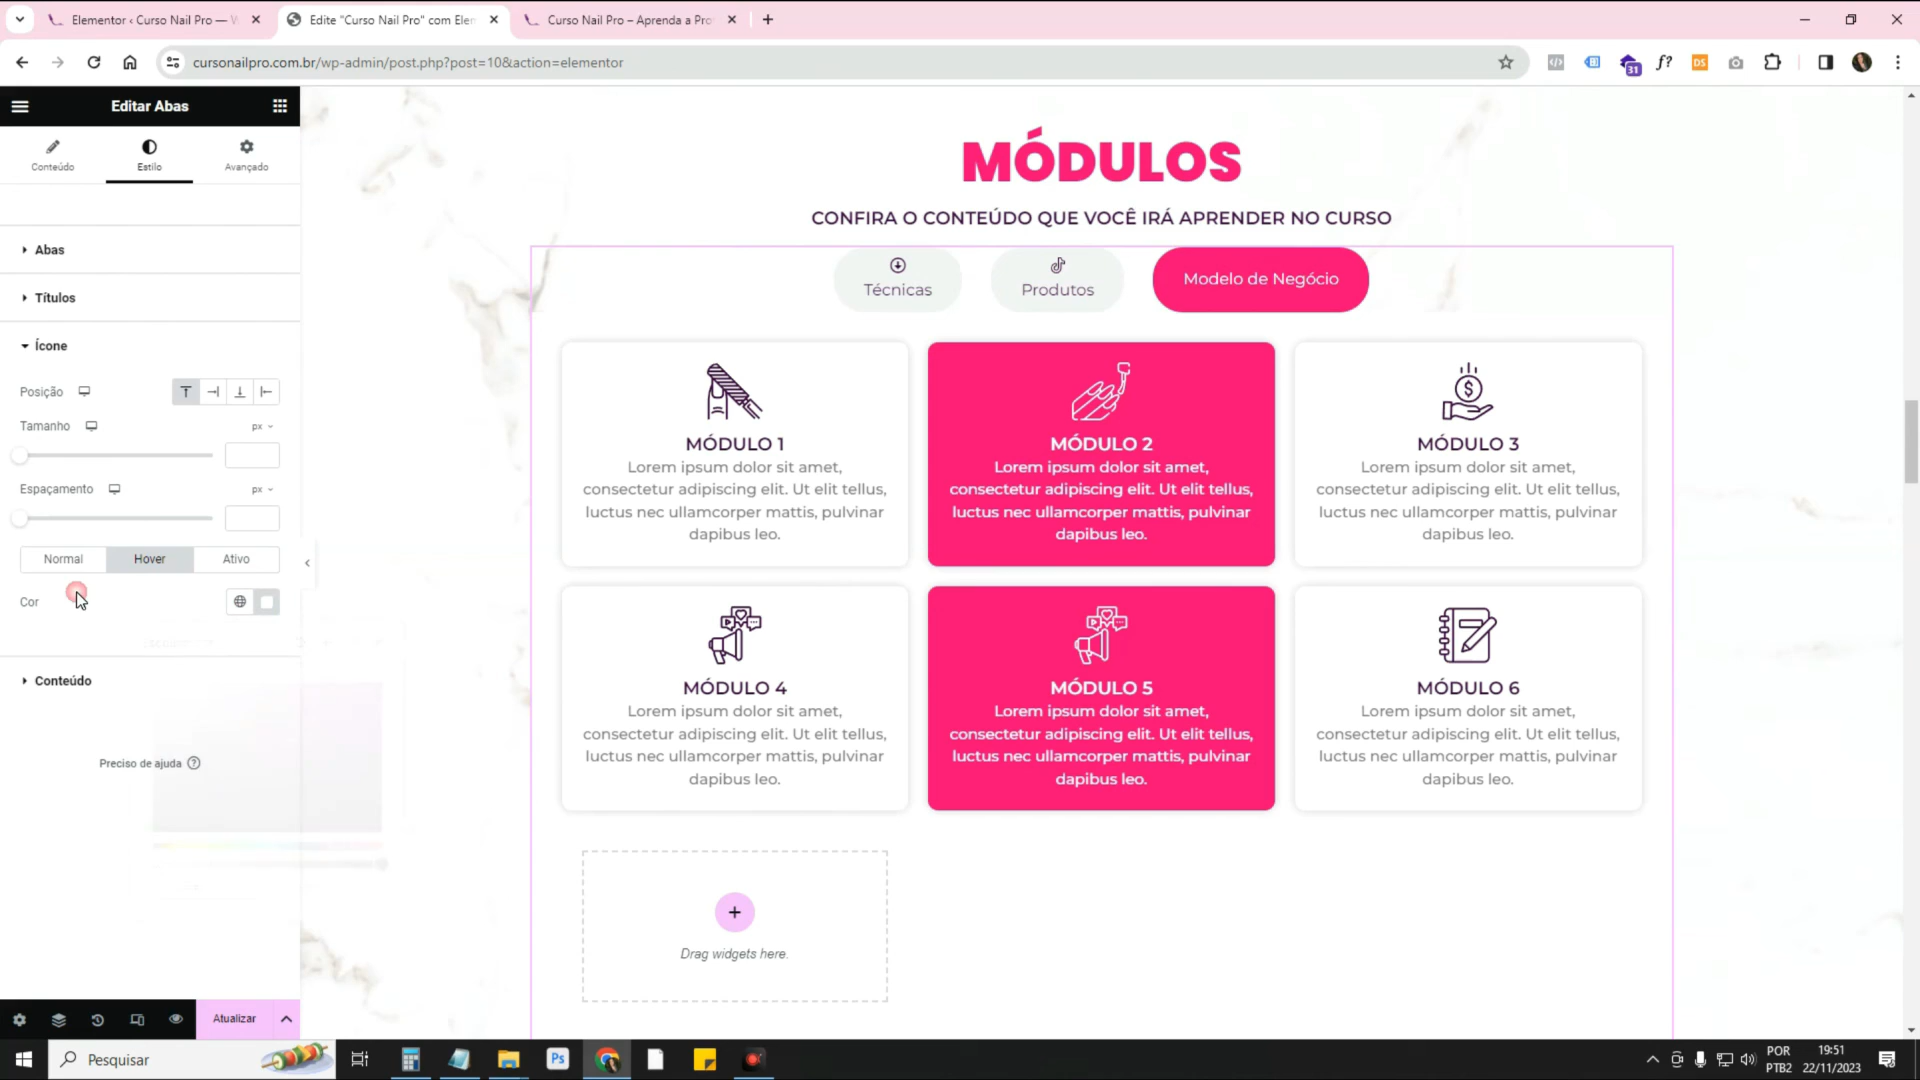 Elementor ‹ Curso Nail Pro — W
Edite "Curso Nail Pro" com Elem
Curso Nail Pro – Aprenda a Pro
cursonailpro.com.br/wp-admin/post.php?post=10&action=elementor
31
f?
DS
Editar Abas
Conteúdo
Estilo
Avançado
Abas
Títulos
Ícone
Posição
Tamanho
px
Espaçamento
px
Normal
Hover
Ativo
Cor
Conteúdo
Preciso de ajuda
Atualizar
MÓDULOS
CONFIRA O CONTEÚDO QUE VOCÊ IRÁ APRENDER NO CURSO
Técnicas
Produtos
Modelo de Negócio
MÓDULO 1
Lorem ipsum dolor sit amet,
consectetur adipiscing elit. Ut elit tellus,
luctus nec ullamcorper mattis, pulvinar
dapibus leo.
MÓDULO 2
Lorem ipsum dolor sit amet,
consectetur adipiscing elit. Ut elit tellus,
luctus nec ullamcorper mattis, pulvinar
dapibus leo.
MÓDULO 3
Lorem ipsum dolor sit amet,
consectetur adipiscing elit. Ut elit tellus,
luctus nec ullamcorper mattis, pulvinar
dapibus leo.
MÓDULO 4
Lorem ipsum dolor sit amet,
consectetur adipiscing elit. Ut elit tellus,
luctus nec ullamcorper mattis, pulvinar
dapibus leo.
MÓDULO 5
Lorem ipsum dolor sit amet,
consectetur adipiscing elit. Ut elit tellus,
luctus nec ullamcorper mattis, pulvinar
dapibus leo.
MÓDULO 6
Lorem ipsum dolor sit amet,
consectetur adipiscing elit. Ut elit tellus,
luctus nec ullamcorper mattis, pulvinar
dapibus leo.
Drag widgets here.
Pesquisar
Ps
POR
PTB2
19:51
22/11/2023